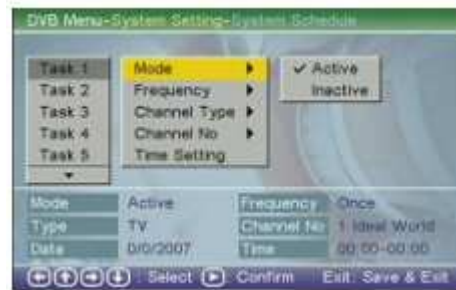 DVB Menu-System Setting-System Schedule
Task 1
Task 2
Task 3
Task 4
Task 5
Mode
Frequency
Channel Type
Channel No
Time Setting
Active
Inactive
Mode Active Frequency Once
Type TV Channel No 1 Ideal World
Date 0/0/2007 Time 00:00-00:00
: Select Confirm Exit: Save & Exit